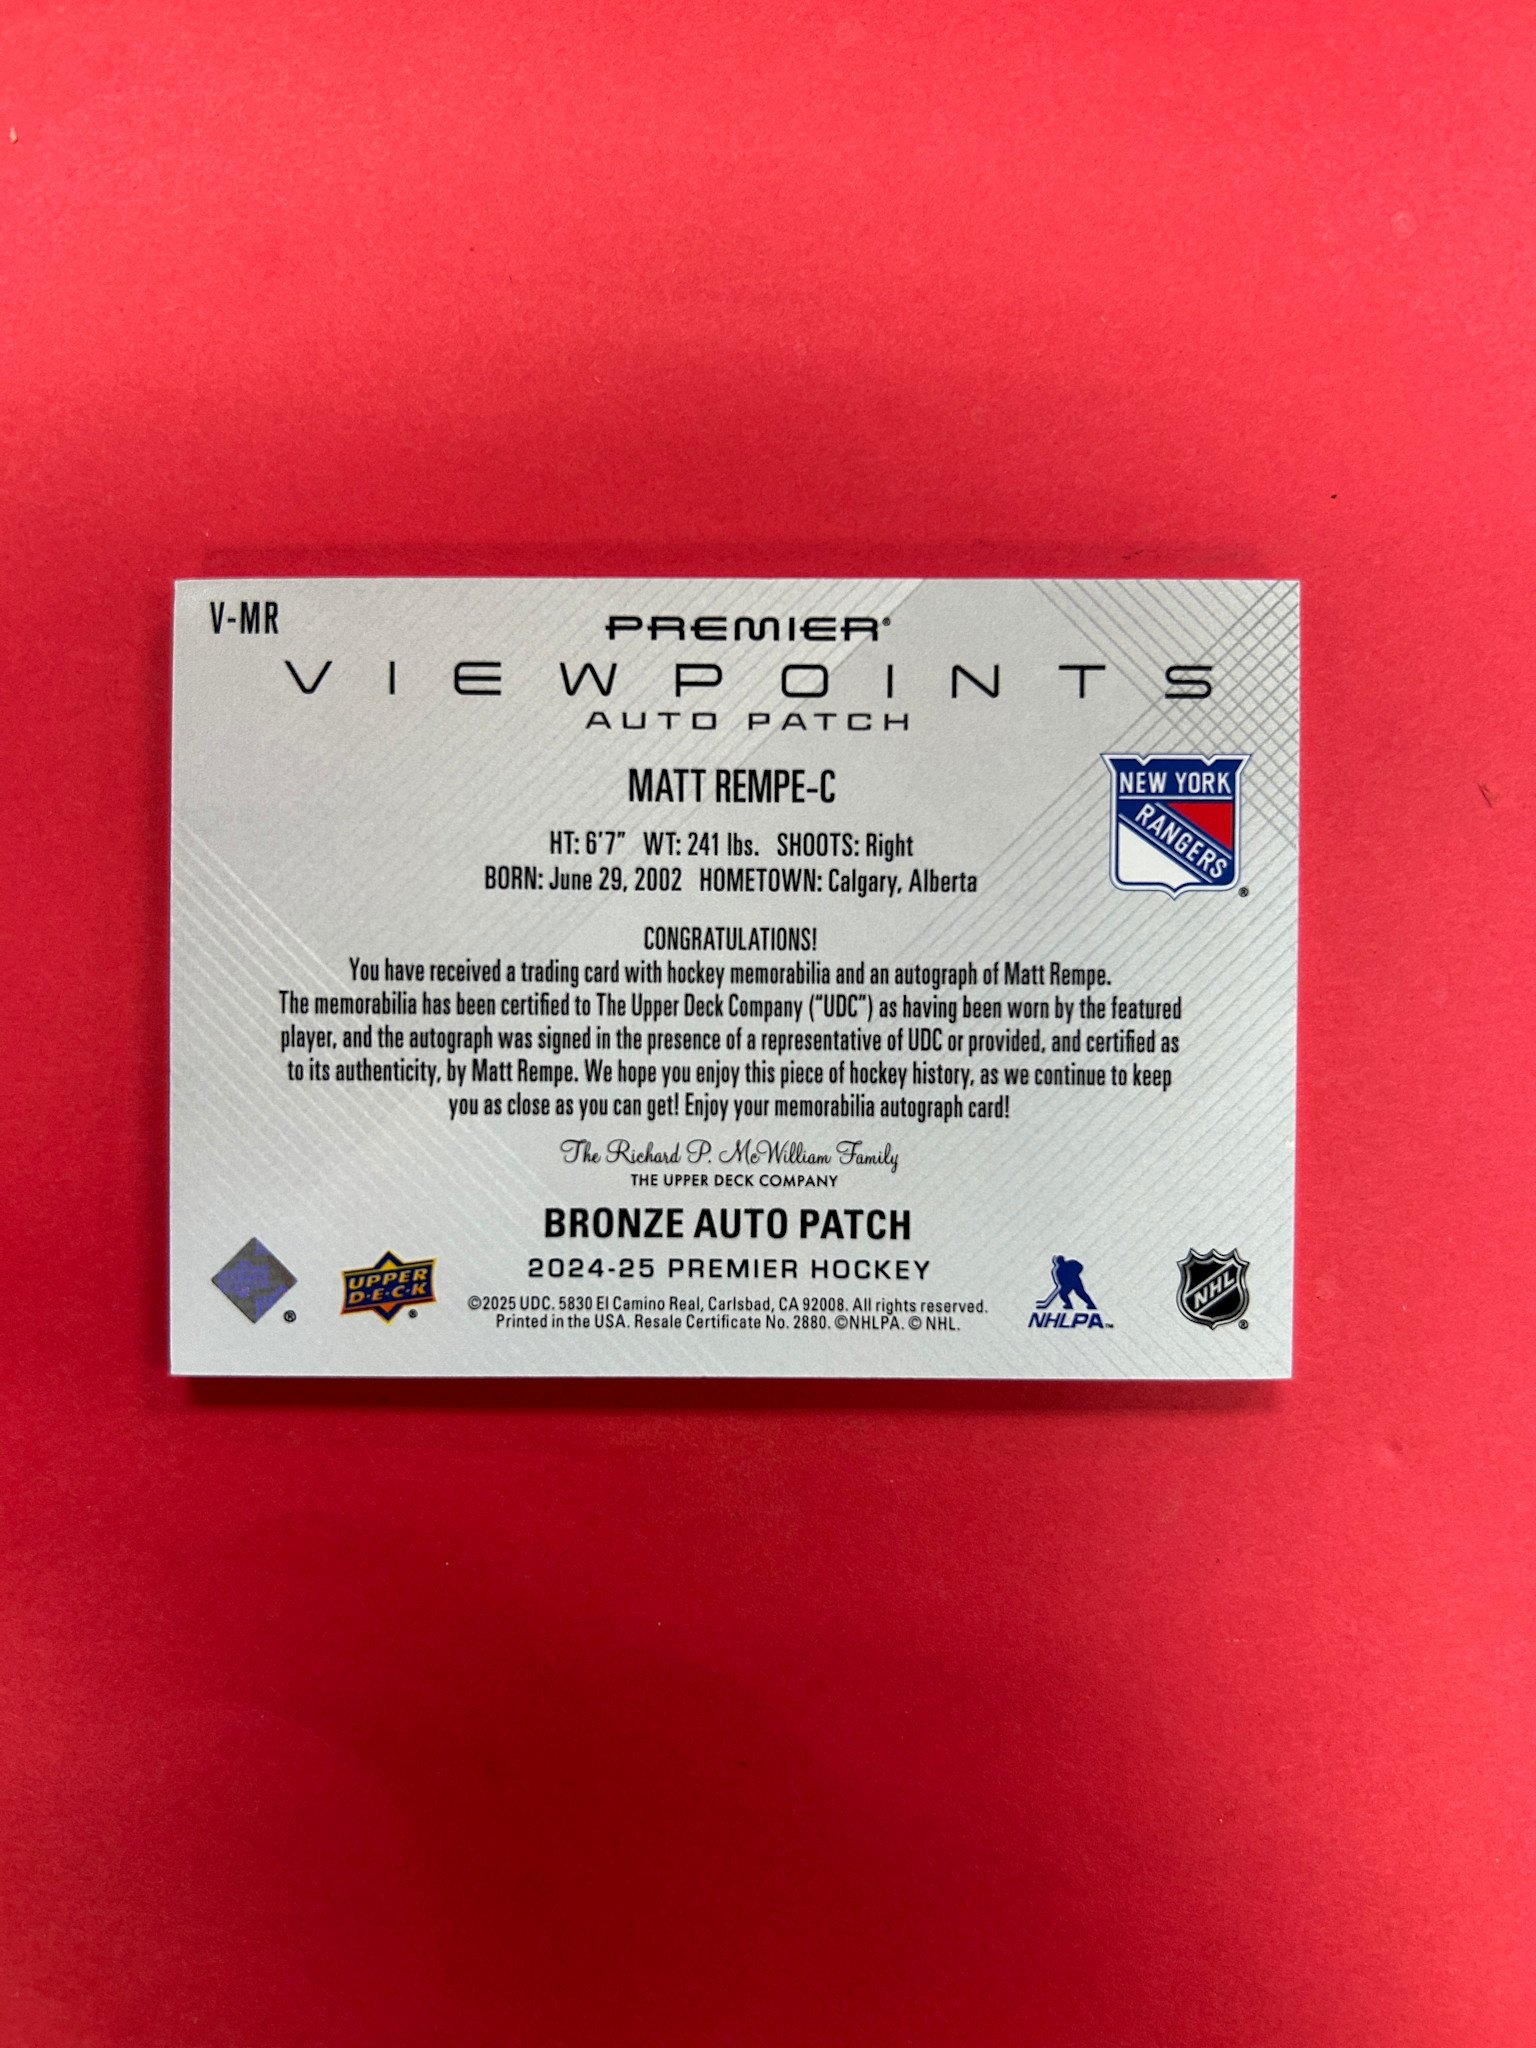 V-MR
PREMIER®
VIEWPOINTS
AUTO PATCH
MATT REMPE-C
HT: 6'7" WT: 241 lbs. SHOOTS: Right
BORN: June 29, 2002 HOMETOWN: Calgary, Alberta
NEW YORK
RANGERS
®
CONGRATULATIONS!
You have received a trading card with hockey memorabilia and an autograph of Matt Rempe.
The memorabilia has been certified to The Upper Deck Company ("UDC") as having been worn by the featured
player, and the autograph was signed in the presence of a representative of UDC or provided, and certified as
to its authenticity, by Matt Rempe. We hope you enjoy this piece of hockey history, as we continue to keep
you as close as you can get! Enjoy your memorabilia autograph card!
The Richard P. McWilliam Family
THE UPPER DECK COMPANY
BRONZE AUTO PATCH
2024-25 PREMIER HOCKEY
©2025 UDC. 5830 El Camino Real, Carlsbad, CA 92008. All rights reserved.
Printed in the USA. Resale Certificate No. 2880. ©NHLPA. © NHL.
®
UPPER
D·E·C·K
®
NHLPA™
NHL
®